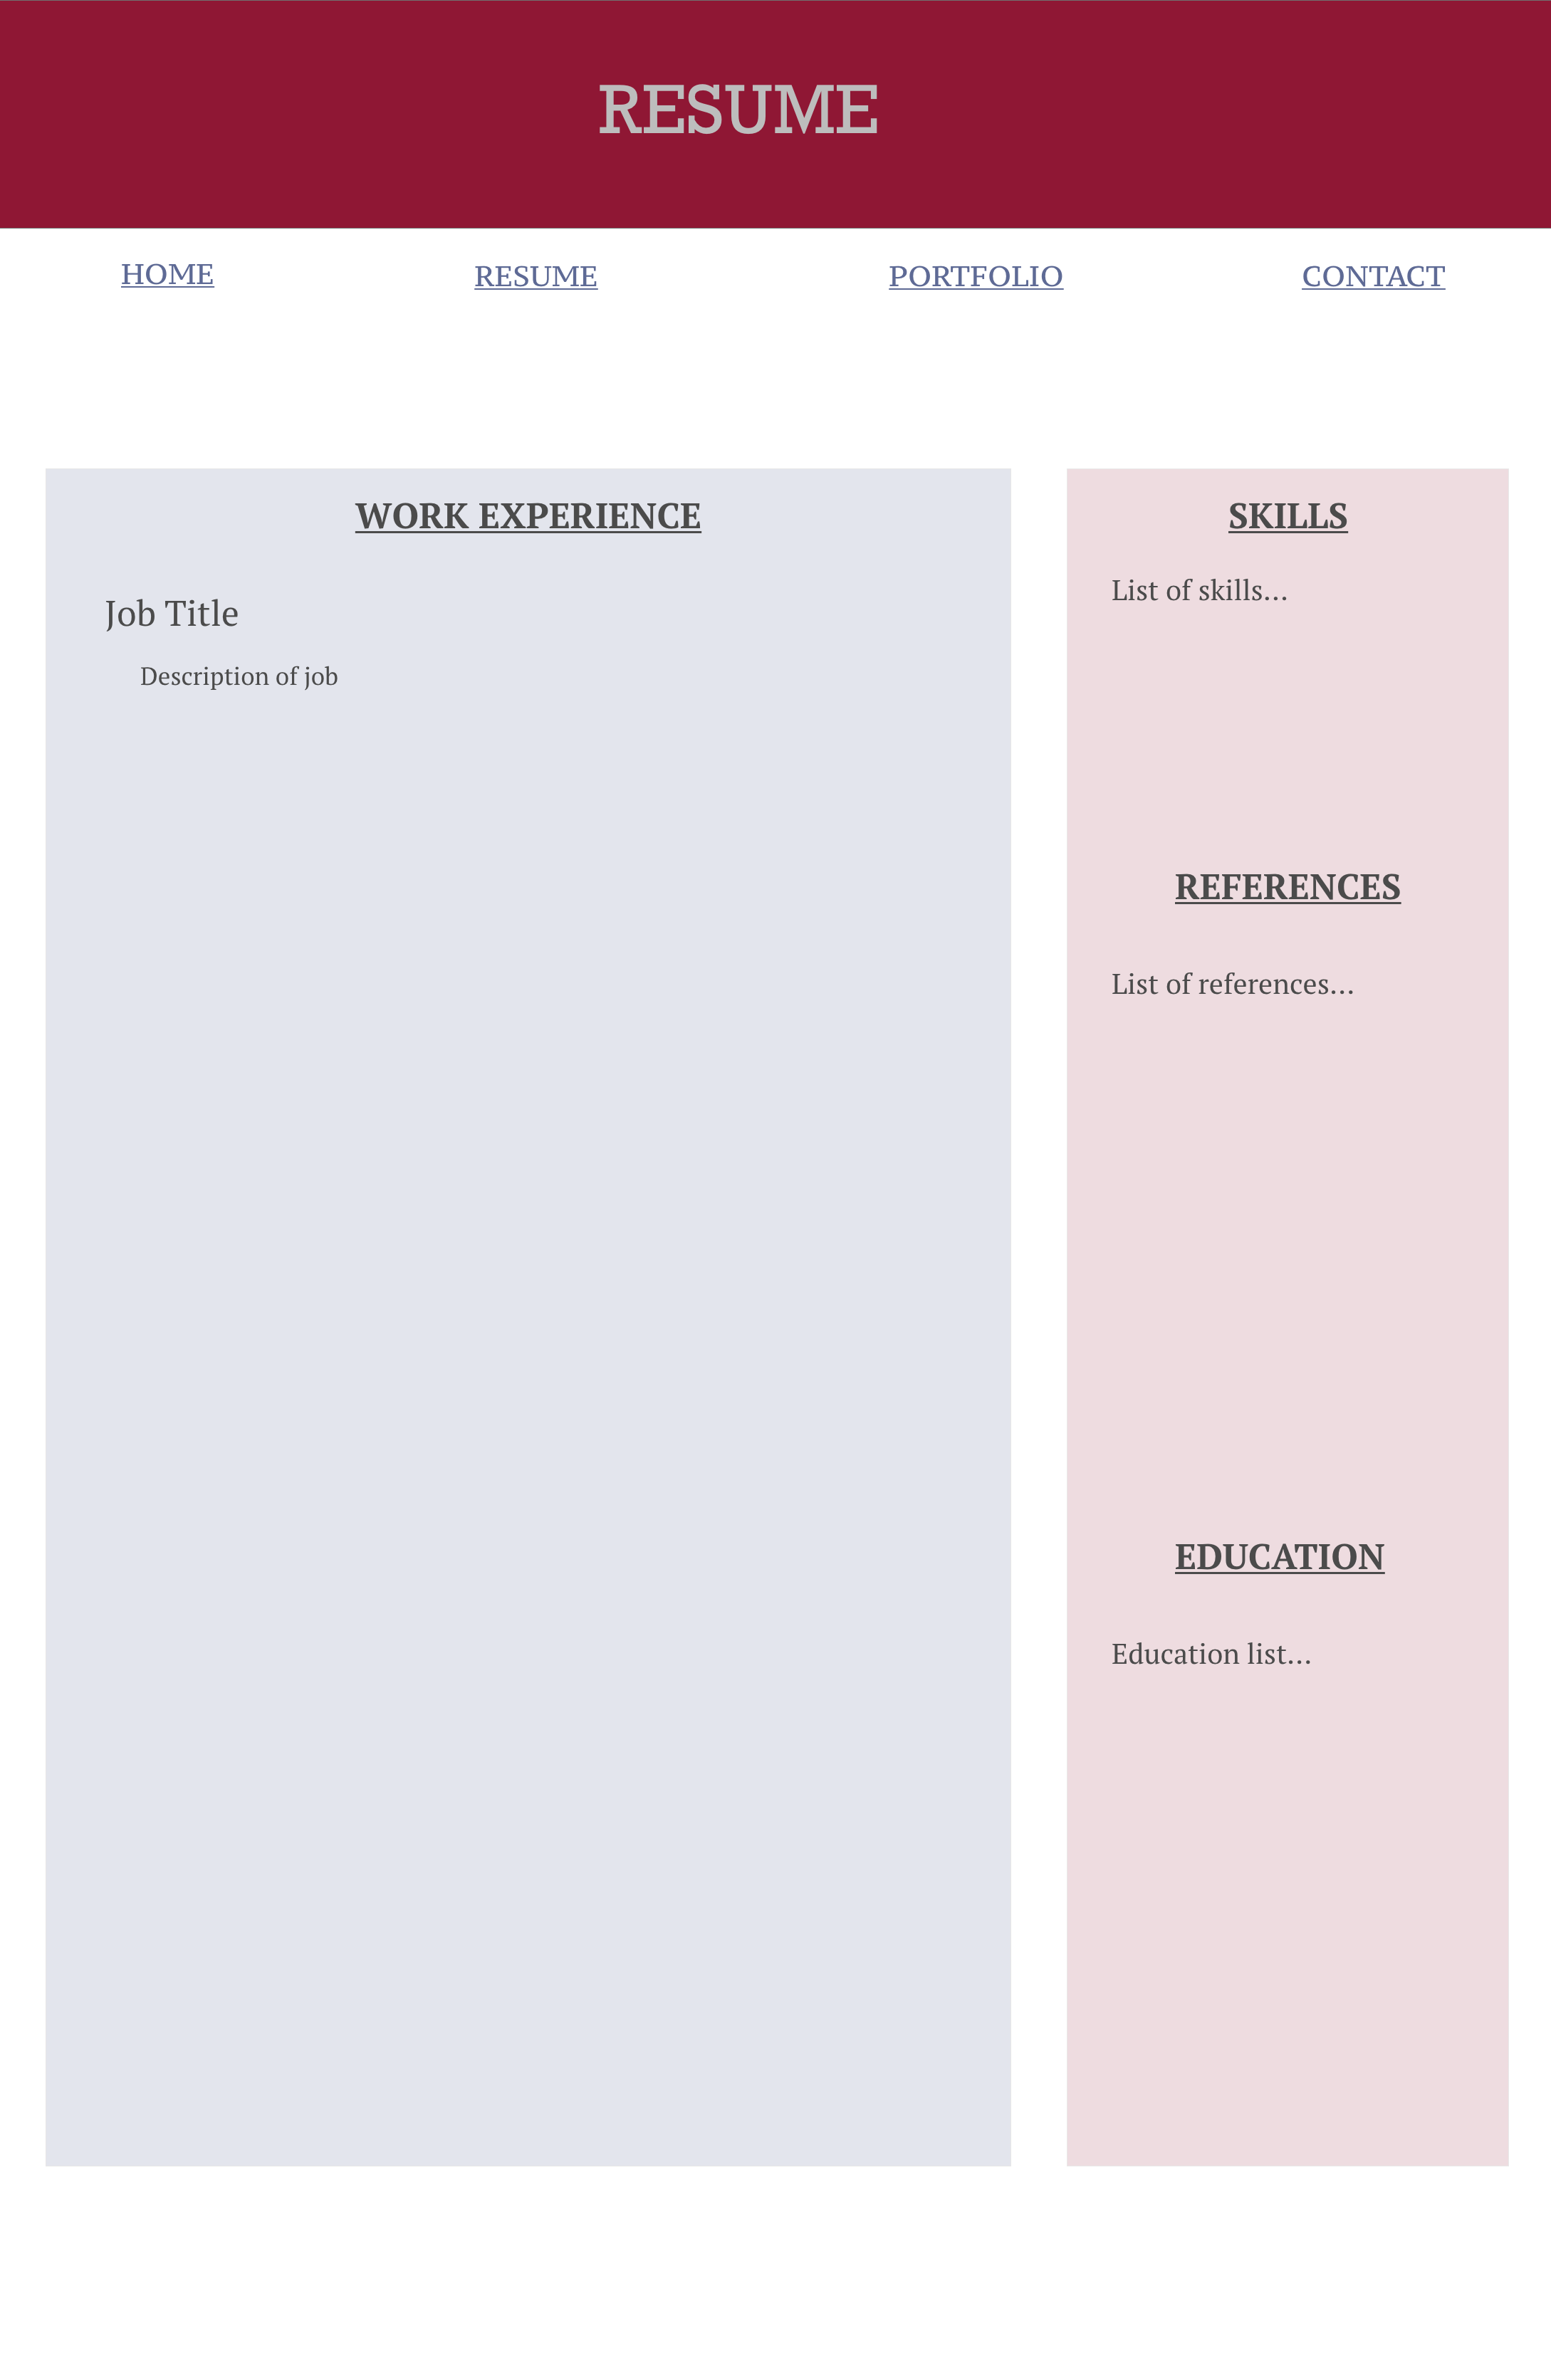 RESUME
HOME
RESUME
PORTFOLIO
CONTACT
WORK EXPERIENCE
Job Title
Description of job
SKILLS
List of skills...
REFERENCES
List of references...
EDUCATION
Education list...